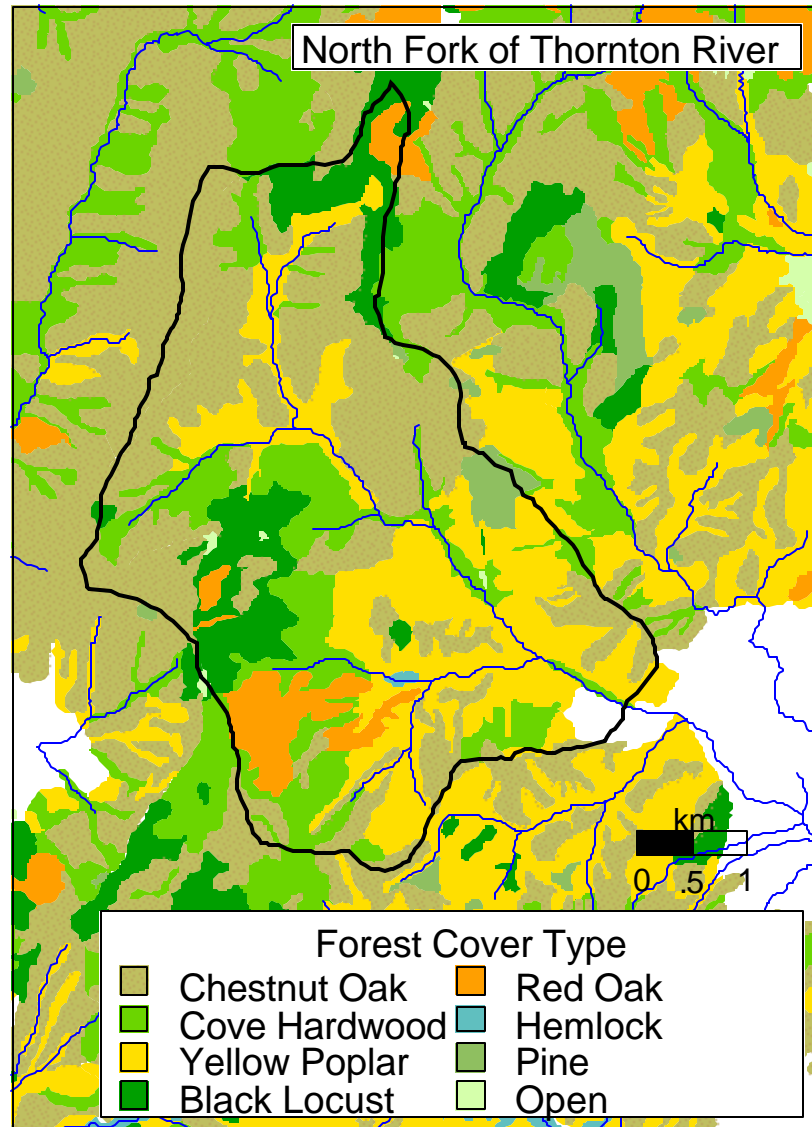 North Fork of Thornton River
km
0 .5 1
Forest Cover Type
Chestnut Oak Red Oak
Cove Hardwood Hemlock
Yellow Poplar Pine
Black Locust Open